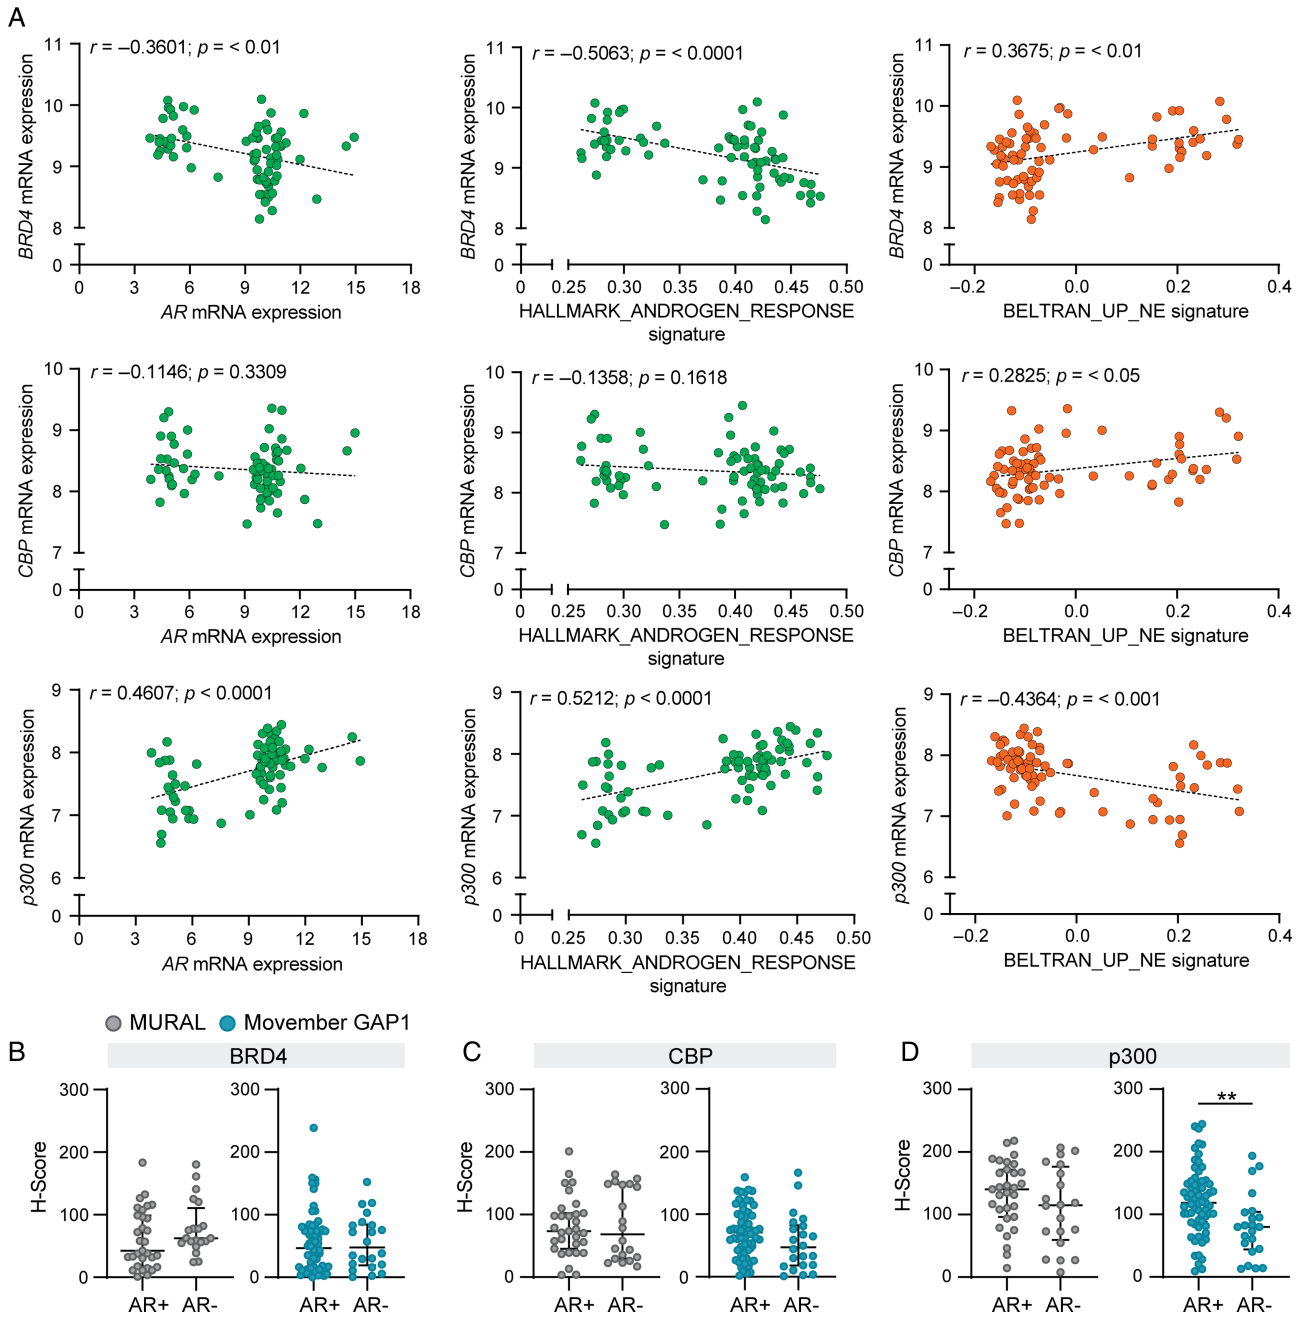 A
r = –0.3601; p = < 0.01
BRD4 mRNA expression
11
10
9
8
0
0 3 6 9 12 15 18
AR mRNA expression
r = –0.5063; p = < 0.0001
BRD4 mRNA expression
11
10
9
8
0
0 0.25 0.30 0.35 0.40 0.45 0.50
HALLMARK_ANDROGEN_RESPONSE
signature
r = 0.3675; p = < 0.01
BRD4 mRNA expression
11
10
9
8
0
–0.2 0.0 0.2 0.4
BELTRAN_UP_NE signature
r = –0.1146; p = 0.3309
CBP mRNA expression
10
9
8
7
0
0 3 6 9 12 15 18
AR mRNA expression
r = –0.1358; p = 0.1618
CBP mRNA expression
10
9
8
7
0
0 0.25 0.30 0.35 0.40 0.45 0.50
HALLMARK_ANDROGEN_RESPONSE
signature
r = 0.2825; p = < 0.05
CBP mRNA expression
10
9
8
7
0
–0.2 0.0 0.2 0.4
BELTRAN_UP_NE signature
r = 0.4607; p < 0.0001
p300 mRNA expression
9
8
7
6
0
0 3 6 9 12 15 18
AR mRNA expression
r = 0.5212; p < 0.0001
p300 mRNA expression
9
8
7
6
0
0 0.25 0.30 0.35 0.40 0.45 0.50
HALLMARK_ANDROGEN_RESPONSE
signature
r = –0.4364; p = < 0.001
p300 mRNA expression
9
8
7
6
0
–0.2 0.0 0.2 0.4
BELTRAN_UP_NE signature
MURAL Movember GAP1
B
BRD4
H-Score
300
200
100
0
AR+ AR-
300
200
100
0
AR+ AR-
C
CBP
H-Score
300
200
100
0
AR+ AR-
300
200
100
0
AR+ AR-
D
p300
H-Score
300
200
100
0
AR+ AR-
300
200
100
0
**
AR+ AR-